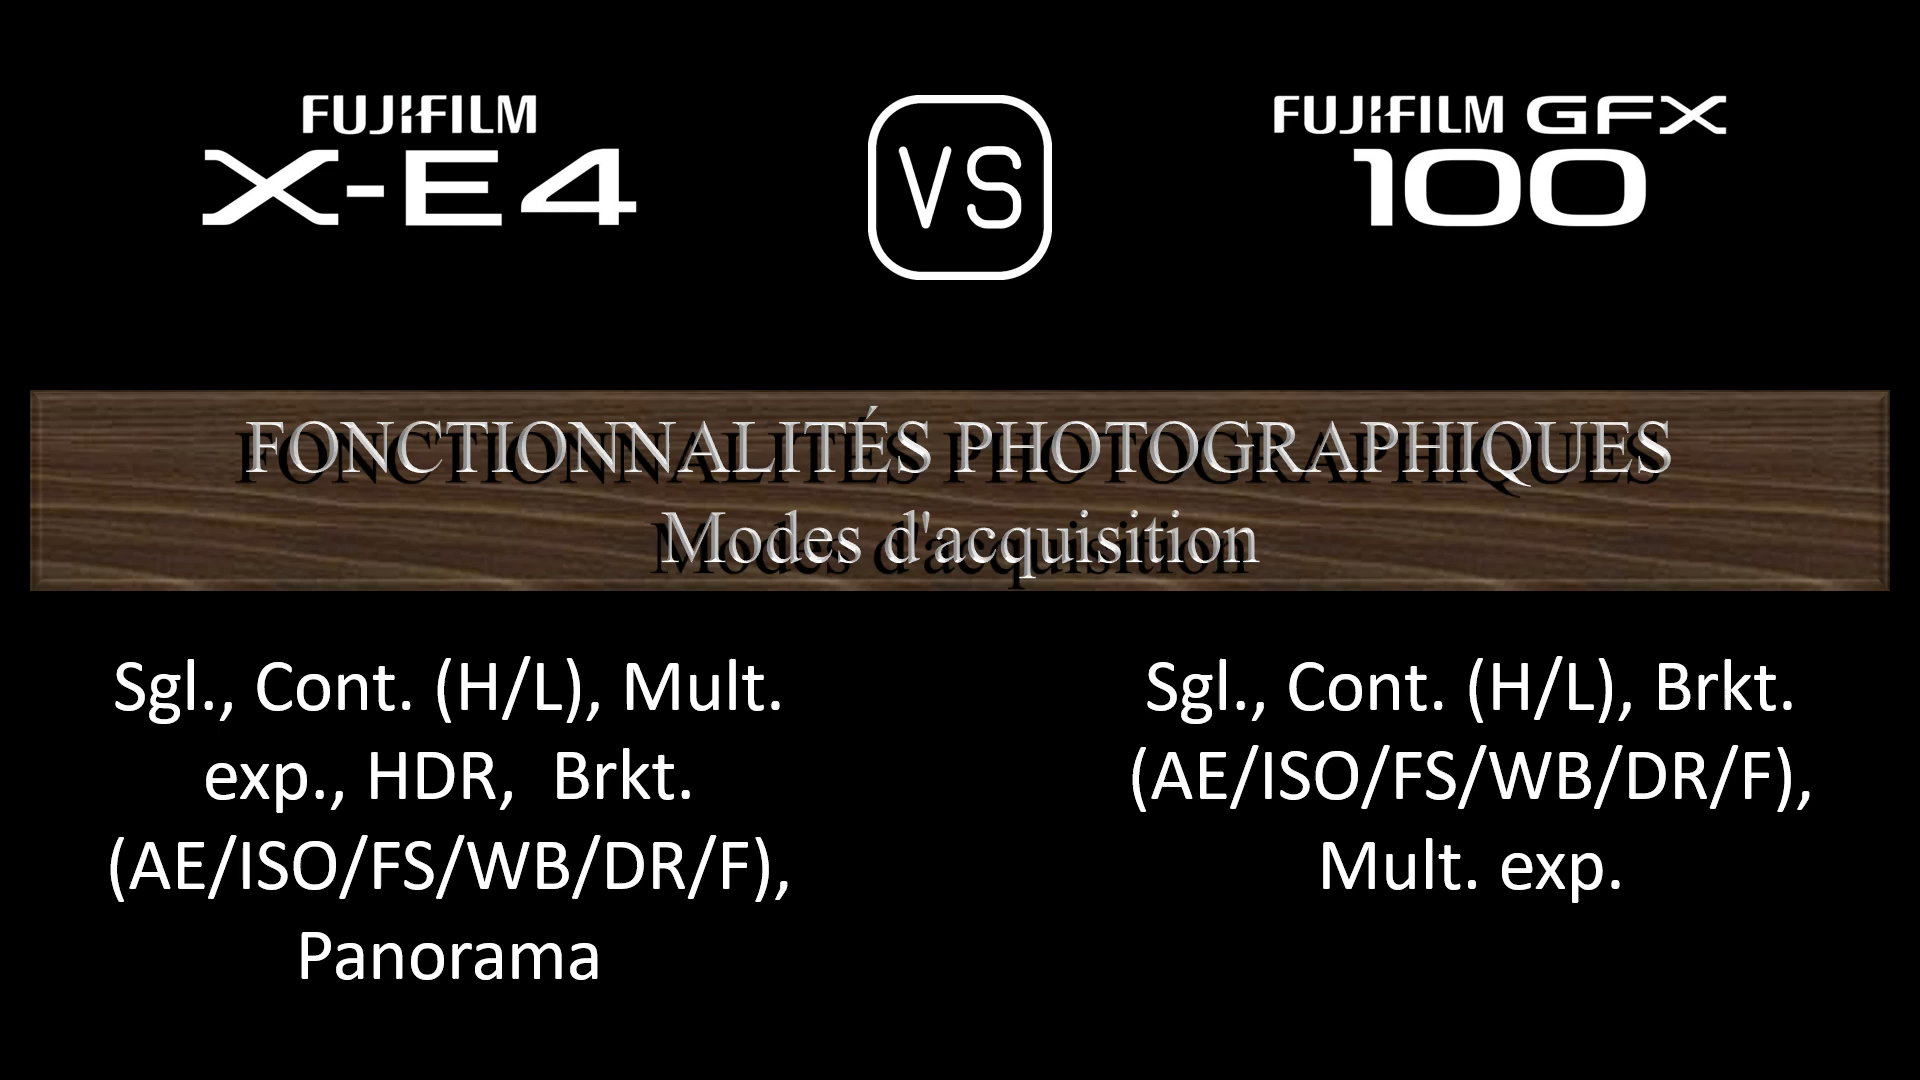 FUJIFILM
X-E4
VS
FUJIFILM GFX
100
FONCTIONNALITÉS PHOTOGRAPHIQUES
Modes d'acquisition
Sgl., Cont. (H/L), Mult.
exp., HDR,  Brkt.
(AE/ISO/FS/WB/DR/F),
Panorama
Sgl., Cont. (H/L), Brkt.
(AE/ISO/FS/WB/DR/F),
Mult. exp.